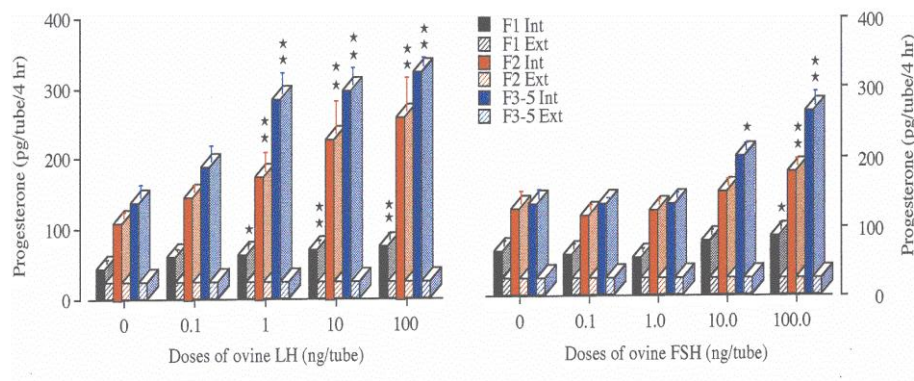 400
300
200
100
0
Progesterone (pg/tube/4 hr)
★ ★ ★ ★ ★ ★ ★ ★ ★ ★ ★ ★ ★ ★ ★
0 0.1 1 10 100
Doses of ovine LH (ng/tube)
F1 Int
F1 Ext
F2 Int
F2 Ext
F3-5 Int
F3-5 Ext
★ ★ ★ ★ ★ ★
400
300
200
100
0
Progesterone (pg/tube/4 hr)
0 0.1 1.0 10.0 100.0
Doses of ovine FSH (ng/tube)